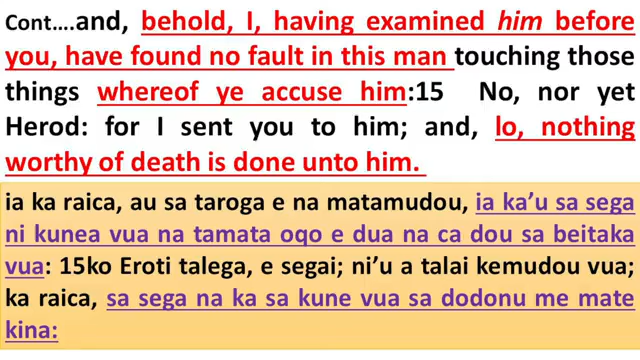 Cont….and, behold, I, having examined him before
you, have found no fault in this man touching those
things whereof ye accuse him:15 No, nor yet
Herod: for I sent you to him; and, lo, nothing
worthy of death is done unto him.
ia ka raica, au sa taroga e na matamudou, ia ka’u sa sega
ni kunea vua na tamata oqo e dua na ca dou sa beitaka
vua: 15ko Eroti talega, e segai; ni’u a talai kemudou vua;
ka raica, sa sega na ka sa kune vua sa dodonu me mate
kina: